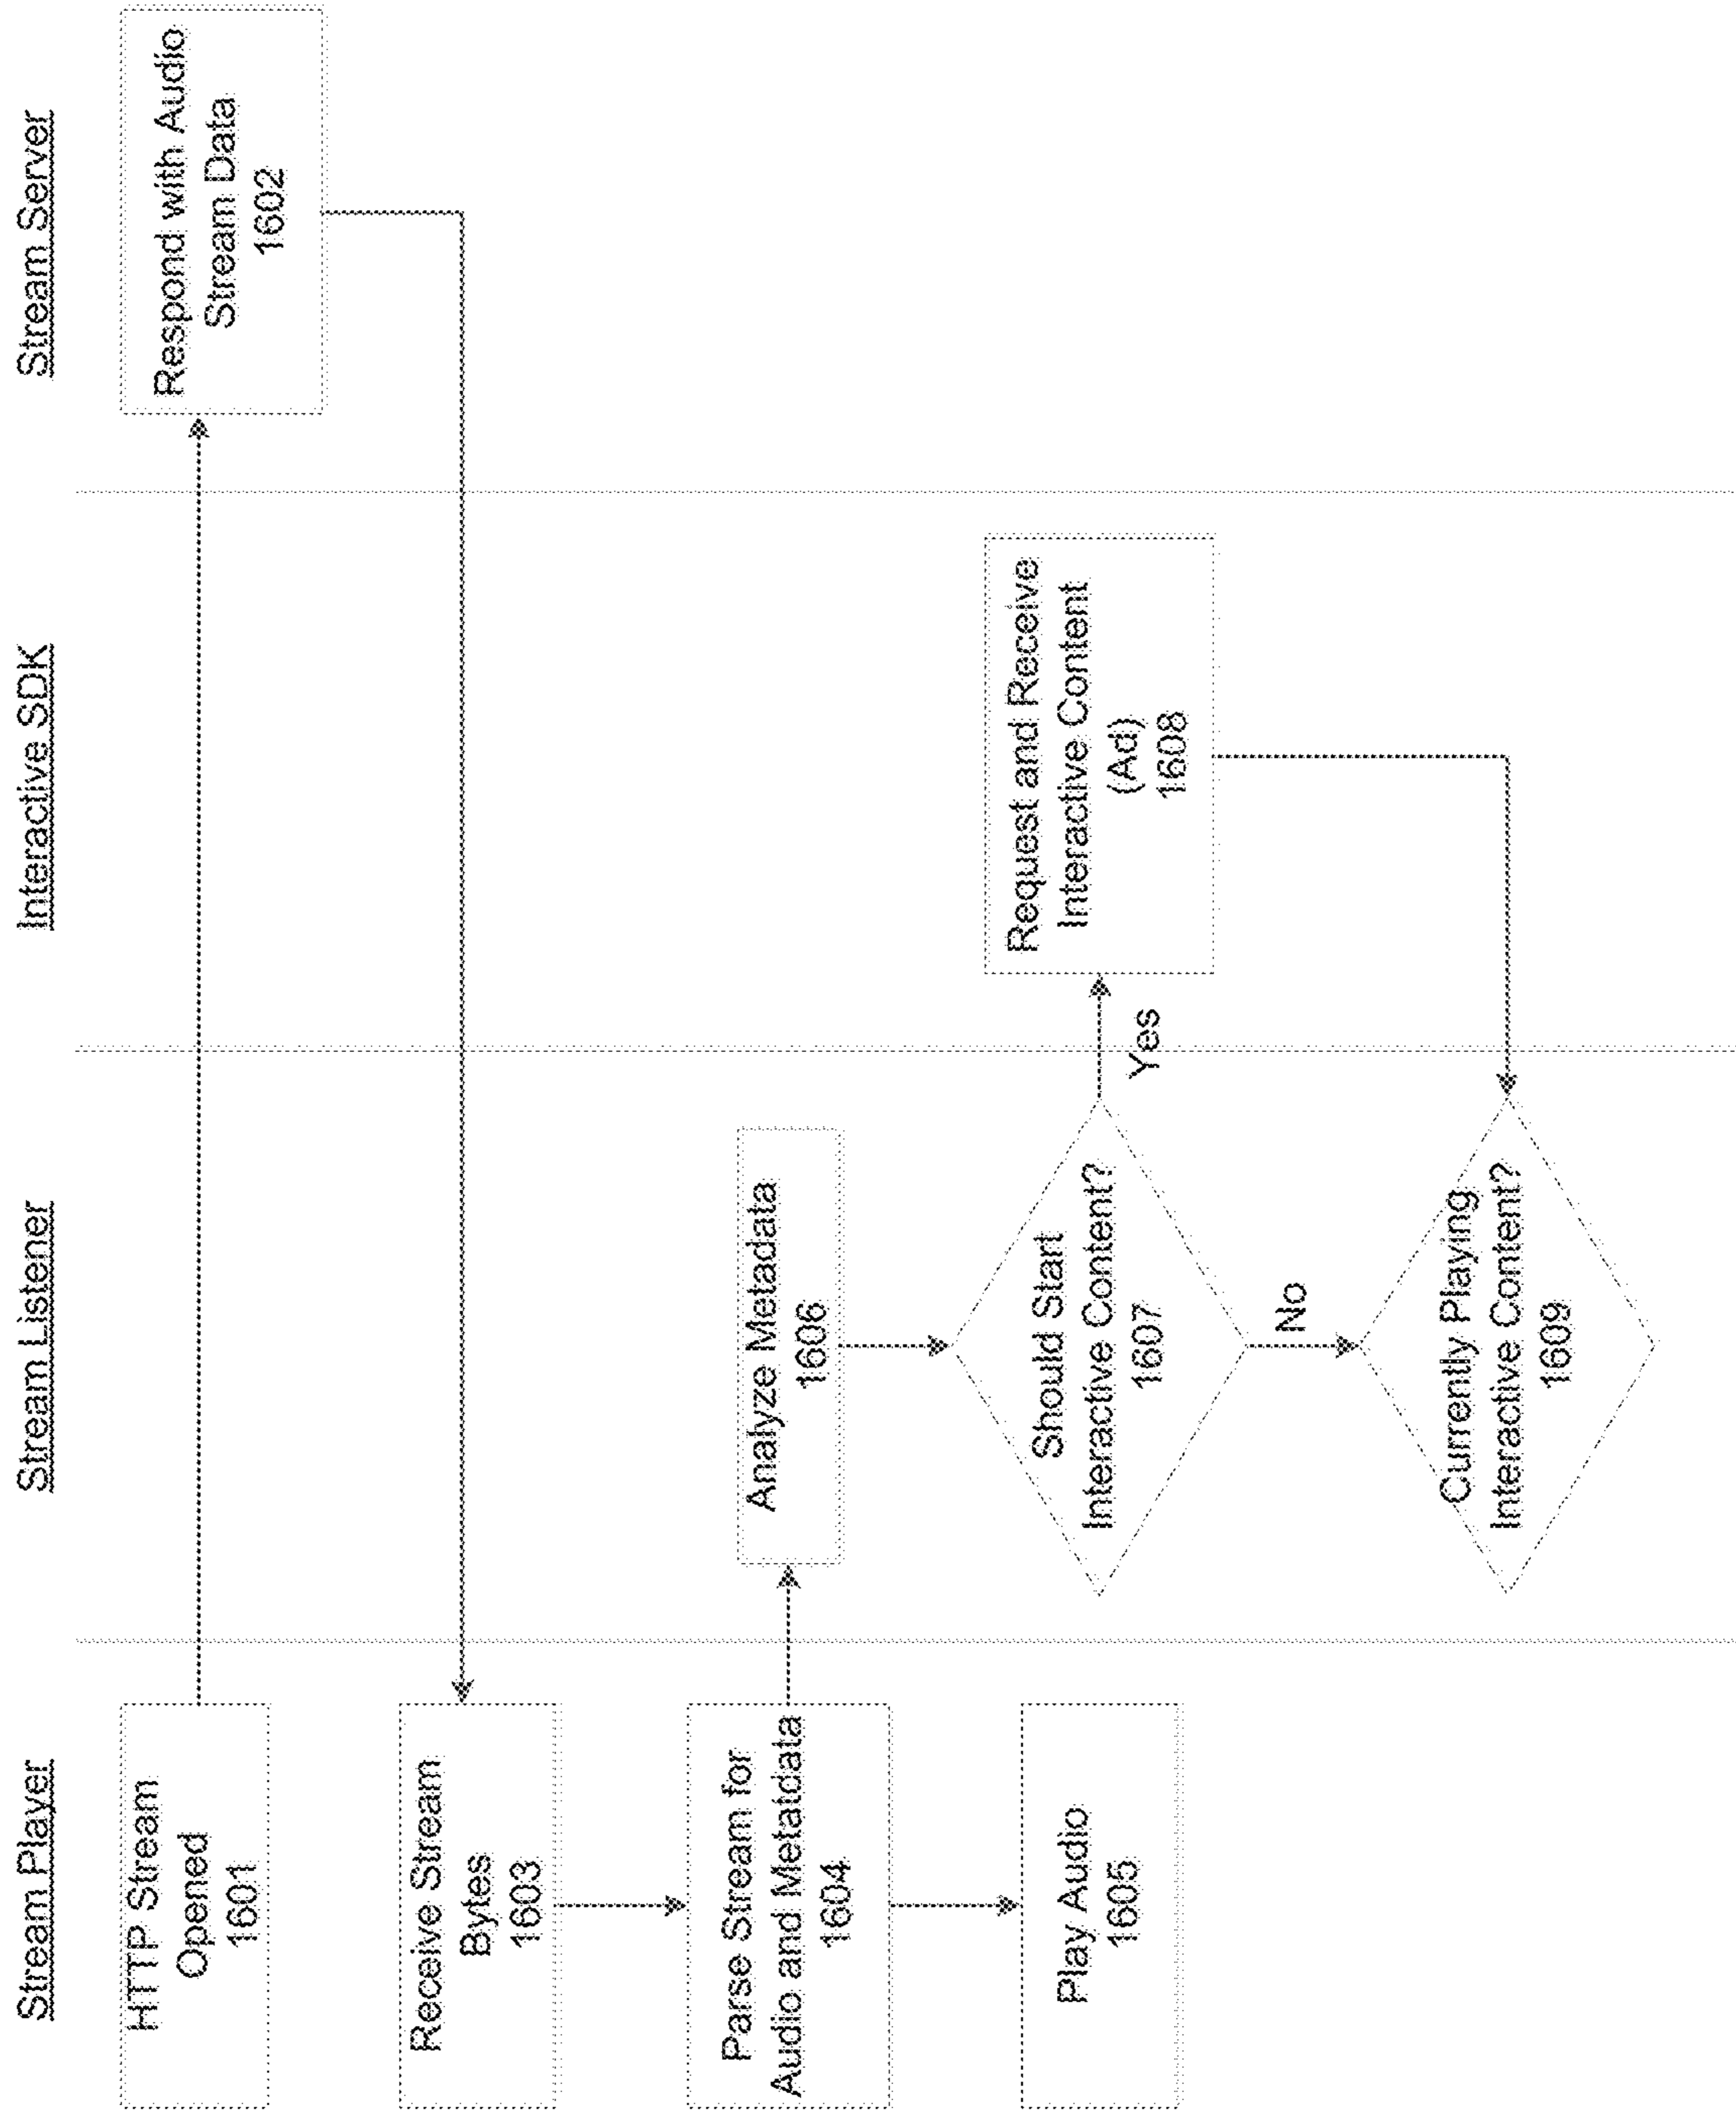 Stream Player
Stream Listener
Interactive SDK
Stream Server
HTTP Stream
Opened
1601
Respond with Audio
Stream Data
1602
Receive Stream
Bytes
1603
Parse Stream for
Audio and Metatdata
1604
Analyze Metadata
1606
Play Audio
1605
Should Start
Interactive Content?
1607
Yes
Request and Receive
Interactive Content
(Ad)
1608
No
Currently Playing
Interactive Content?
1609